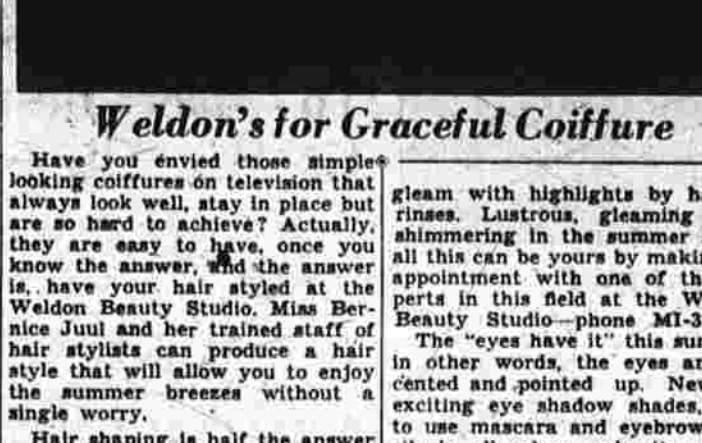 Weldon's for Graceful Coiffure
Have you envied those simple
looking coiffures on television that
always look well, stay in place but
are so hard to achieve? Actually,
they are easy to have, once you
know the answer, and the answer
is, have your hair styled at the
Weldon Beauty Studio. Miss Ber-
nice Juul and her trained staff of
hair stylists can produce a hair
style that will allow you to enjoy
the summer breezes without a
single worry.
Hair shaping is half the answer
gleam with highlights by h
rinses. Lustrous, gleaming
shimmering in the summer
all this can be yours by maki
appointment with one of th
perts in this field at the W
Beauty Studio—phone MI-3
The "eyes have it" this su
in other words, the eyes a
cented and pointed up. Ne
exciting eye shadow shades,
to use mascara and eyebrow